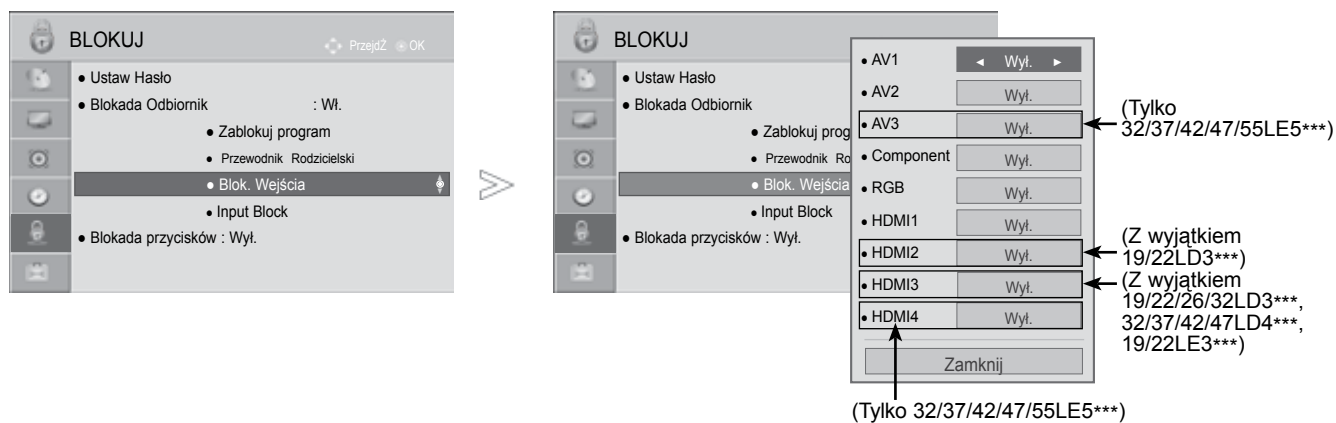 BLOKUJ
PrzejdŹ OK
● Ustaw Hasło
● Blokada Odbiornik : Wł.
● Zablokuj program
● Przewodnik Rodzicielski
● Blok. Wejścia
● Input Block
● Blokada przycisków : Wył.
BLOKUJ
● Ustaw Hasło
● Blokada Odbiornik
● Zablokuj prog
● Przewodnik Ro
● Blok. Wejścia
● Input Block
● Blokada przycisków : Wył.
● AV1 ◄ Wył. ►
● AV2 Wył.
● AV3 Wył.
● Component Wył.
● RGB Wył.
● HDMI1 Wył.
● HDMI2 Wył.
● HDMI3 Wył.
● HDMI4 Wył.
Zamknij
(Tylko
32/37/42/47/55LE5***)
(Z wyjątkiem
19/22LD3***)
(Z wyjątkiem
19/22/26/32LD3***,
32/37/42/47LD4***,
19/22LE3***)
(Tylko 32/37/42/47/55LE5***)